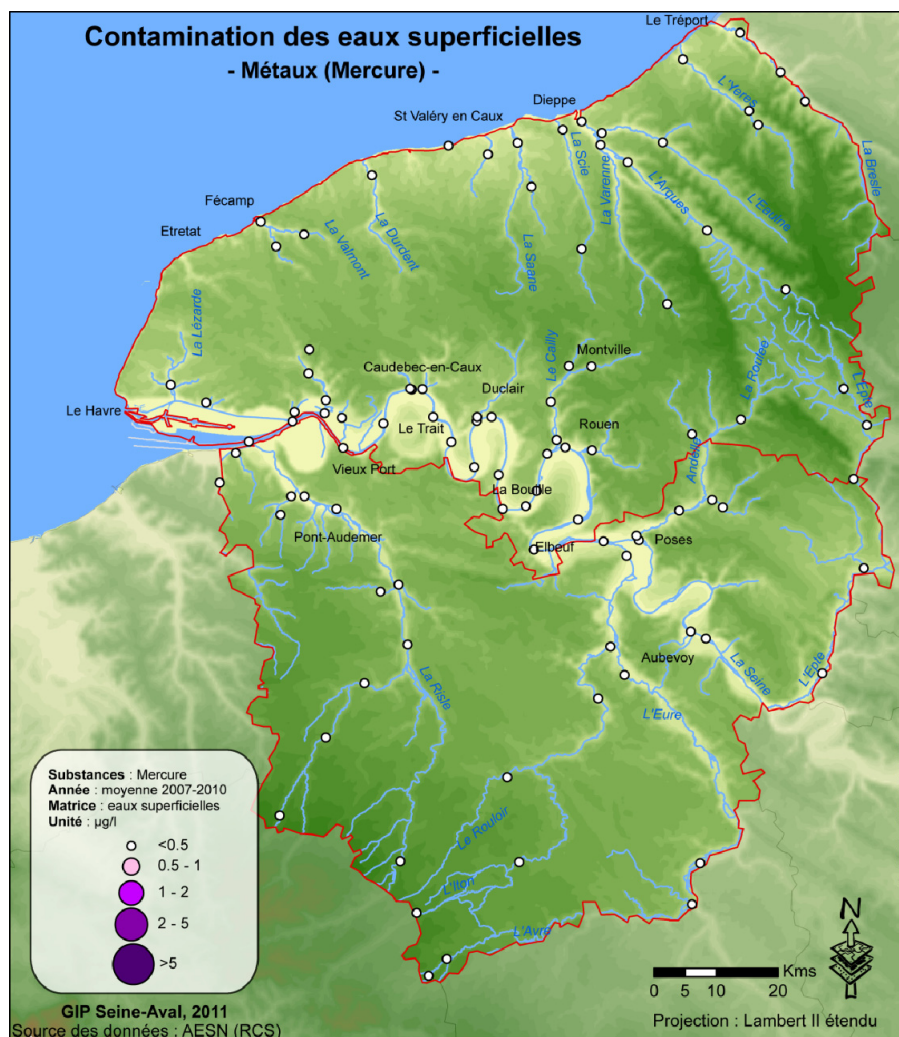 Contamination des eaux superficielles
- Métaux (Mercure) -
Le Tréport
L'Yeres
Dieppe
St Valéry en Caux
La Scie
La Varenne
La Bresle
L'Arques
L'Eaulne
Fécamp
Etretat
La Valmont
La Durdent
La Saane
La Lézarde
Le Cailly
Montville
Caudebec-en-Caux
Duclair
La Roulée
L'Epte
Le Havre
Le Trait
Rouen
Vieux Port
Andelle
La Bouille
Pont-Audemer
Elbeuf
Poses
Aubevoy
La Seine
L'Epte
La Risle
L'Eure
Substances : Mercure
Année : moyenne 2007-2010
Matrice : eaux superficielles
Unité : µg/l
<0.5
0.5 - 1
1 - 2
2 - 5
>5
Le Rouloir
L'Iton
L'Avre
N
Kms
0 5 10 20
GIP Seine-Aval, 2011
Source des données : AESN (RCS)
Projection : Lambert II étendu